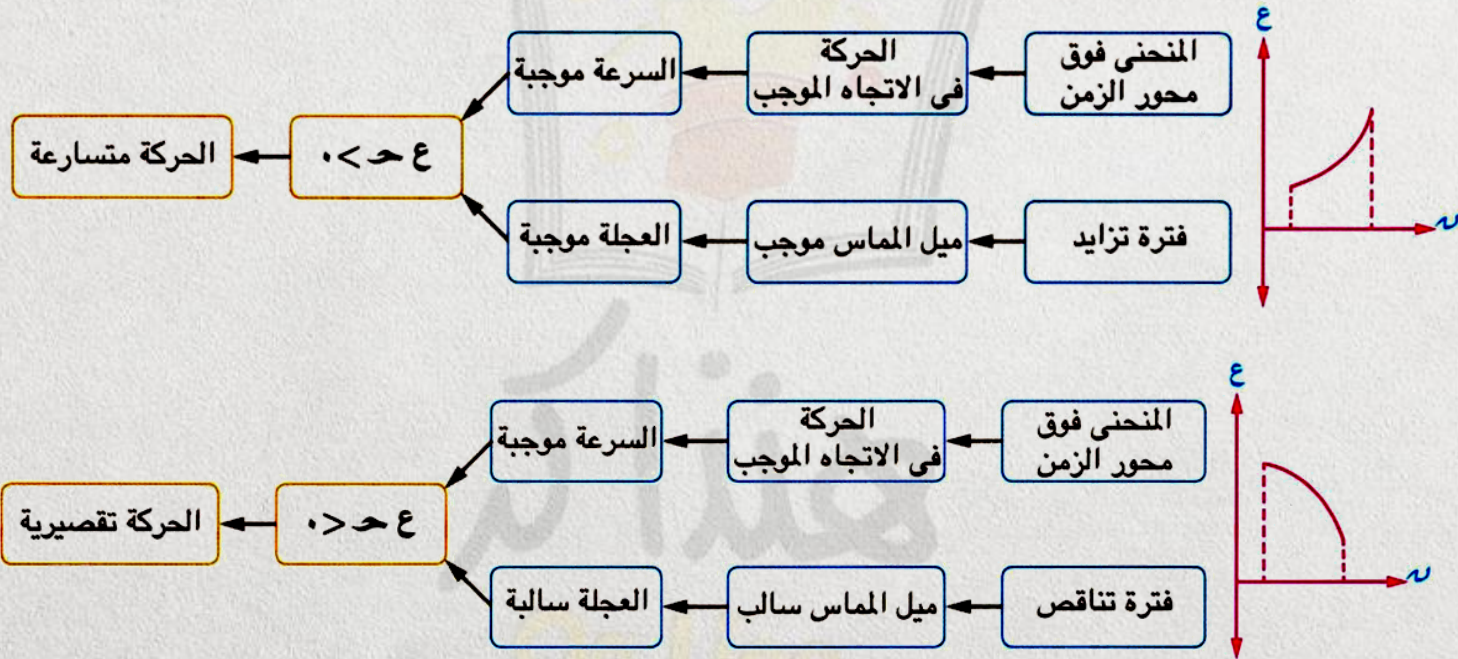 ع
المنحنى فوق
محور الزمن
الحركة
فى الاتجاه الموجب
السرعة موجبة
ع حـ > ٠
الحركة متسارعة
فترة تزايد
ميل المماس موجب
العجلة موجبة
ن
ع
المنحنى فوق
محور الزمن
الحركة
فى الاتجاه الموجب
السرعة موجبة
ع حـ < ٠
الحركة تقصيرية
فترة تناقص
ميل المماس سالب
العجلة سالبة
ن